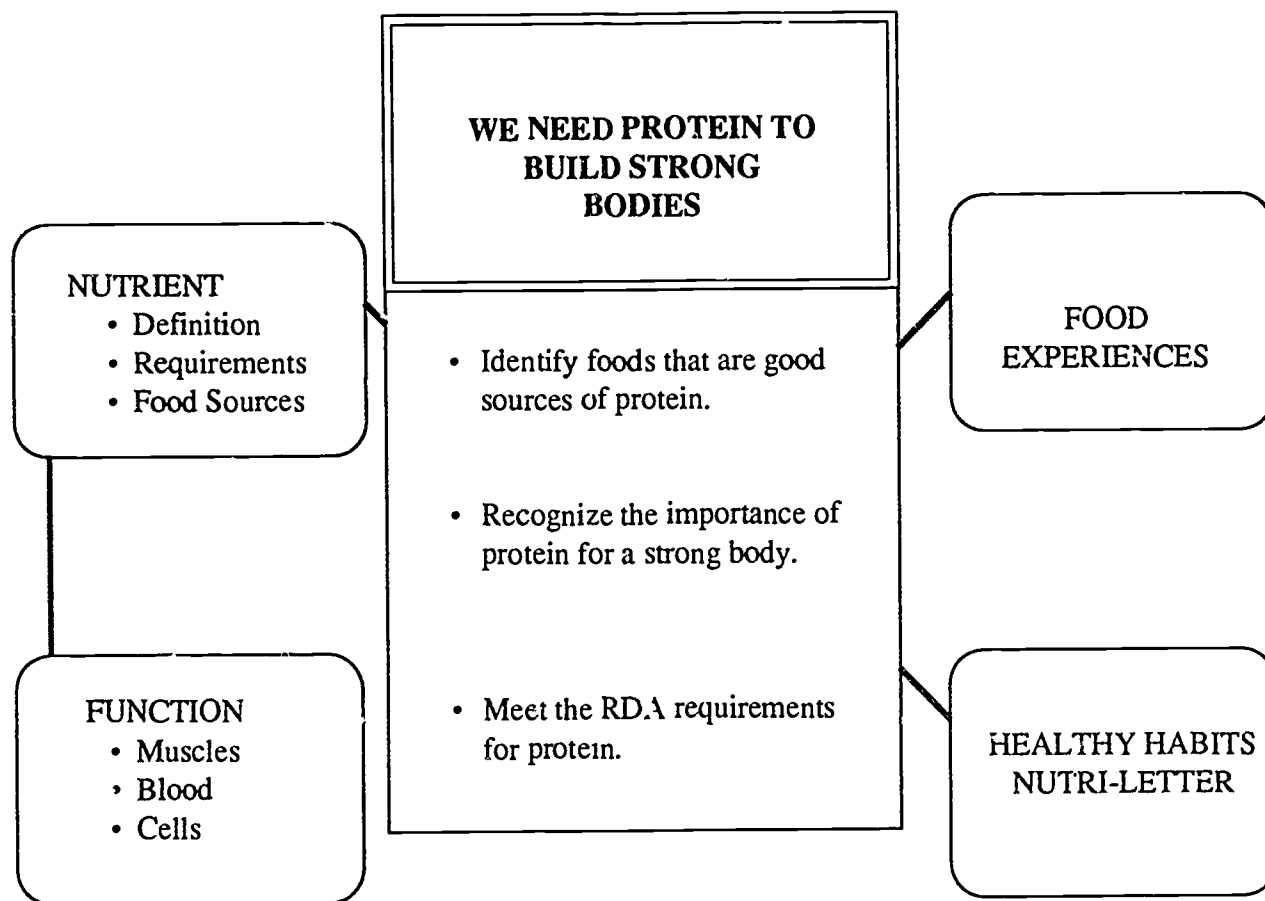 WE NEED PROTEIN TO
BUILD STRONG
BODIES
NUTRIENT
• Definition
• Requirements
• Food Sources
FUNCTION
• Muscles
• Blood
• Cells
• Identify foods that are good
sources of protein.
• Recognize the importance of
protein for a strong body.
• Meet the RDA requirements
for protein.
FOOD
EXPERIENCES
HEALTHY HABITS
NUTRI-LETTER